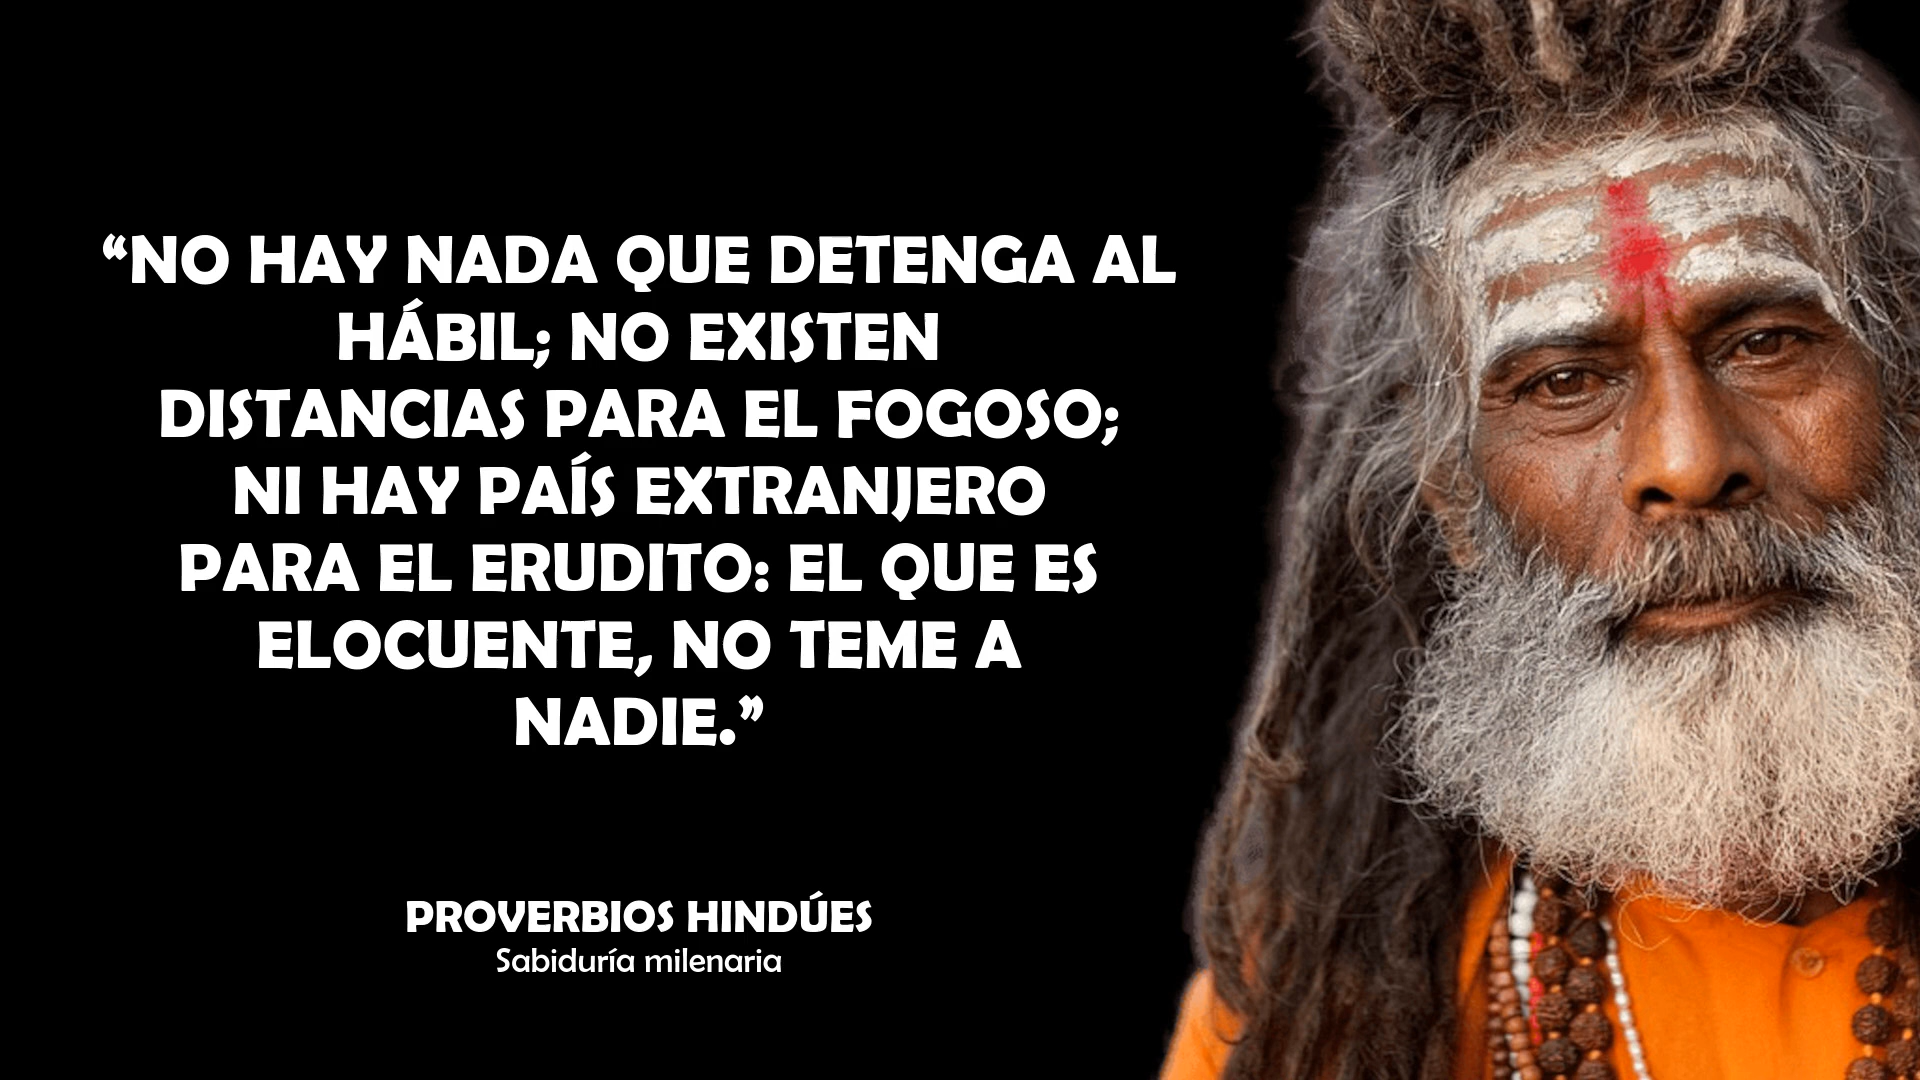 “NO HAY NADA QUE DETENGA AL
HÁBIL; NO EXISTEN
DISTANCIAS PARA EL FOGOSO;
NI HAY PAÍS EXTRANJERO
PARA EL ERUDITO: EL QUE ES
ELOCUENTE, NO TEME A
NADIE.”
PROVERBIOS HINDÚES
Sabiduría milenaria